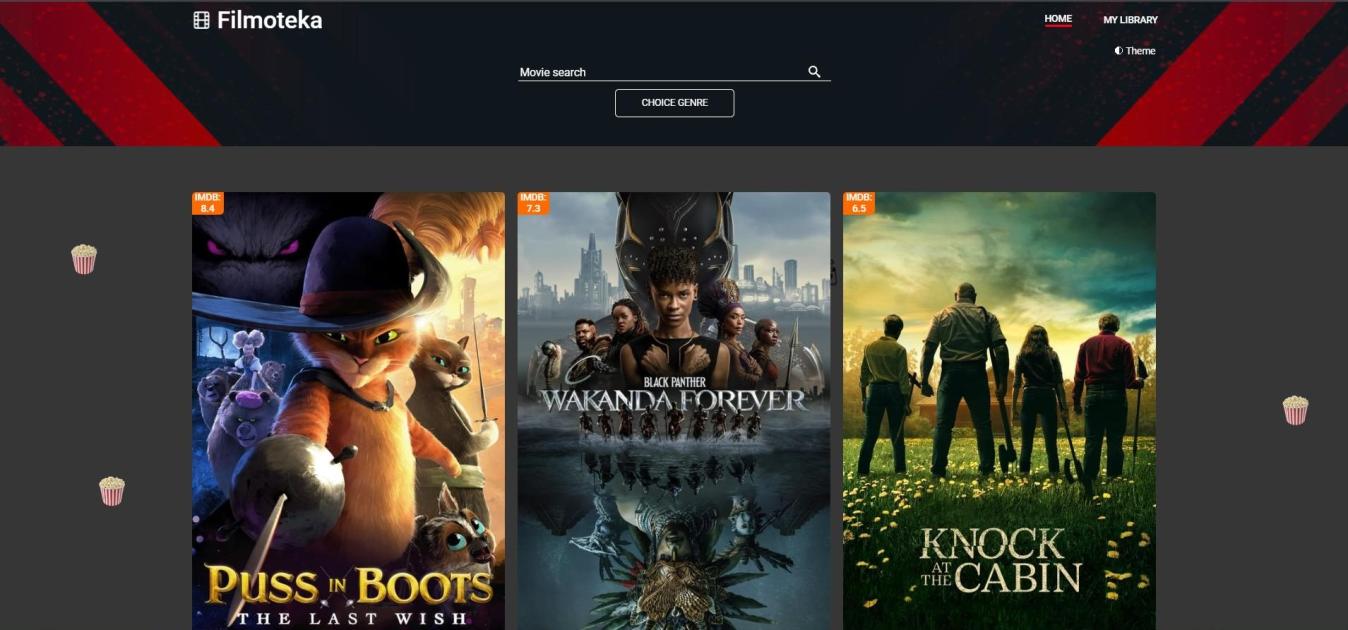 Filmoteka
HOME
MY LIBRARY
Theme
Movie search
CHOICE GENRE
IMDB:
8.4
IMDB:
7.3
IMDB:
6.5
PUSS IN BOOTS
THE LAST WISH
BLACK PANTHER
WAKANDA FOREVER
KNOCK
AT
THE CABIN